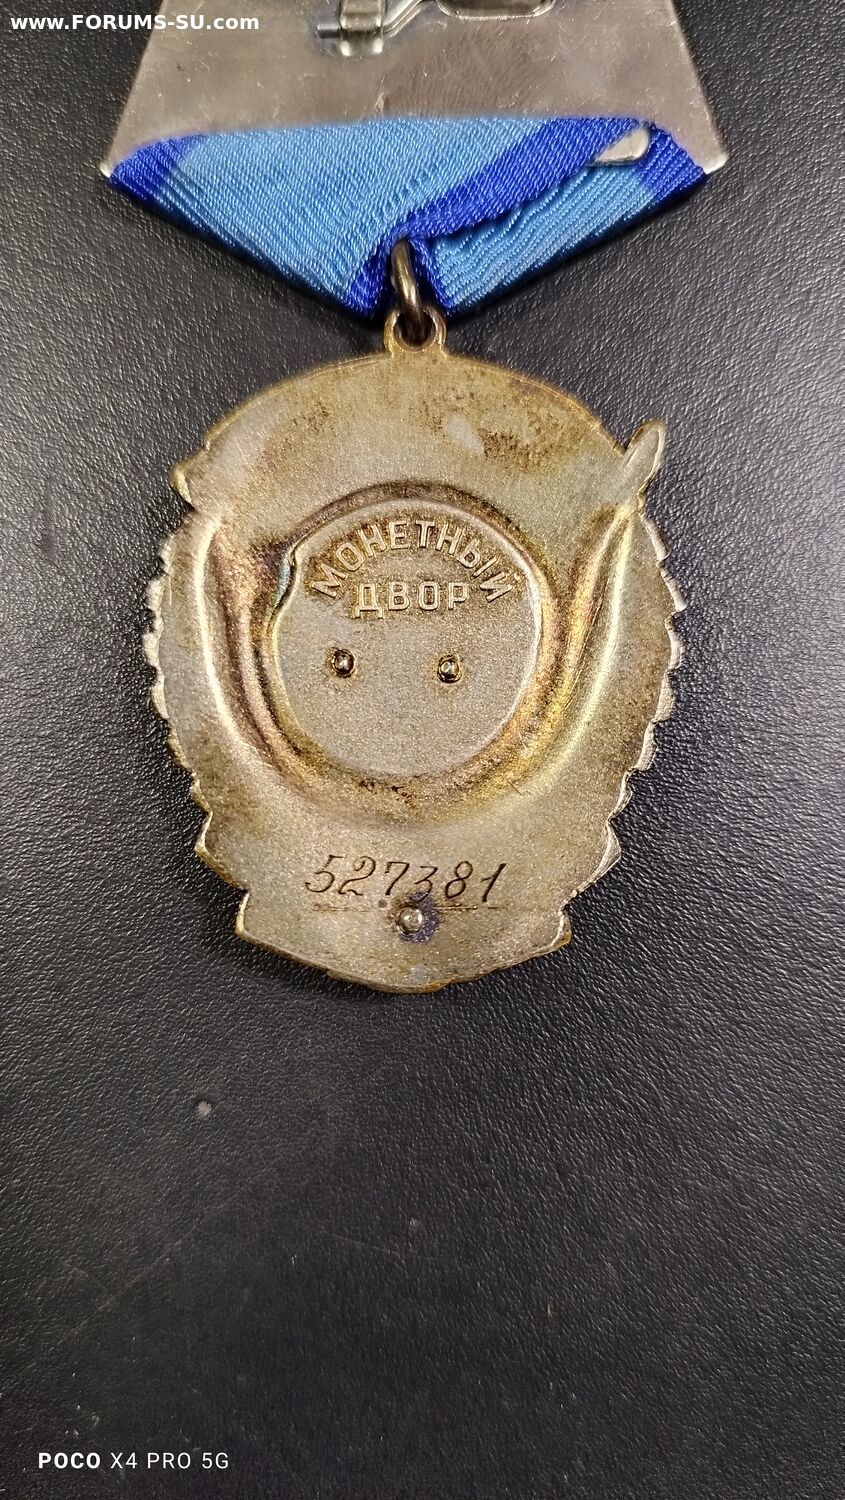 www.FORUMS-SU.com
МОНЕТНЫЙ
ДВОР
527381
POCO X4 PRO 5G